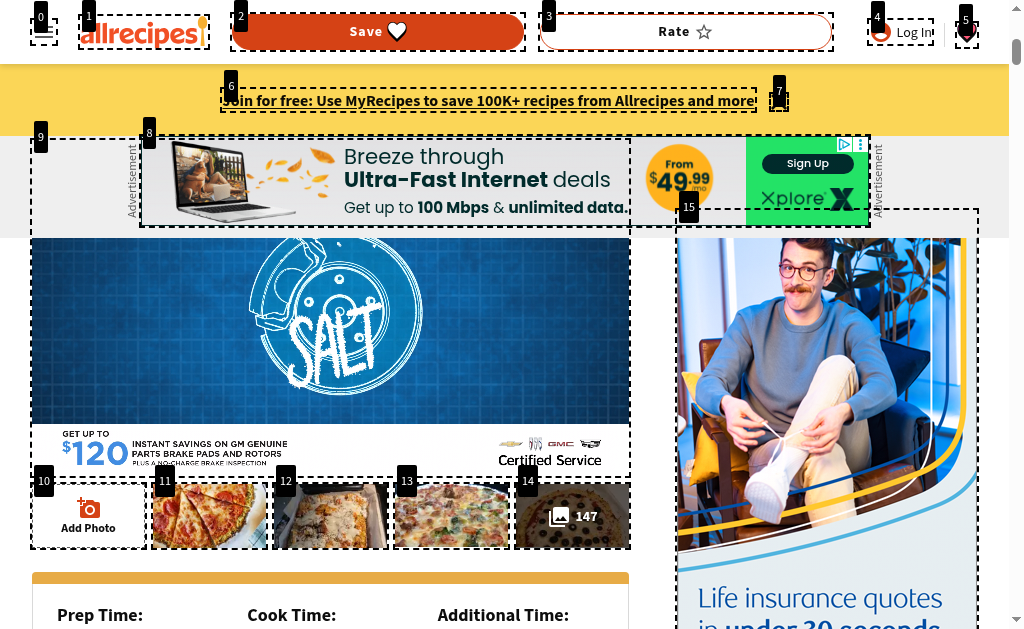 0
1
2
3
4
5
allrecipes
Save
Rate
Log In
6
7
Join for free: Use MyRecipes to save 100K+ recipes from Allrecipes and more
8
9
Advertisement
Breeze through
Ultra-Fast Internet deals
Get up to 100 Mbps & unlimited data.
From
$49.99
/mo
Sign Up
Xplore
Advertisement
15
SALT
GET UP TO
$120
INSTANT SAVINGS ON GM GENUINE
PARTS BRAKE PADS AND ROTORS
PLUS A NO-CHARGE BRAKE INSPECTION
GMC
Certified Service
10
11
12
13
14
Add Photo
147
Prep Time:
Cook Time:
Additional Time:
Life insurance quotes
in under 30 seconds